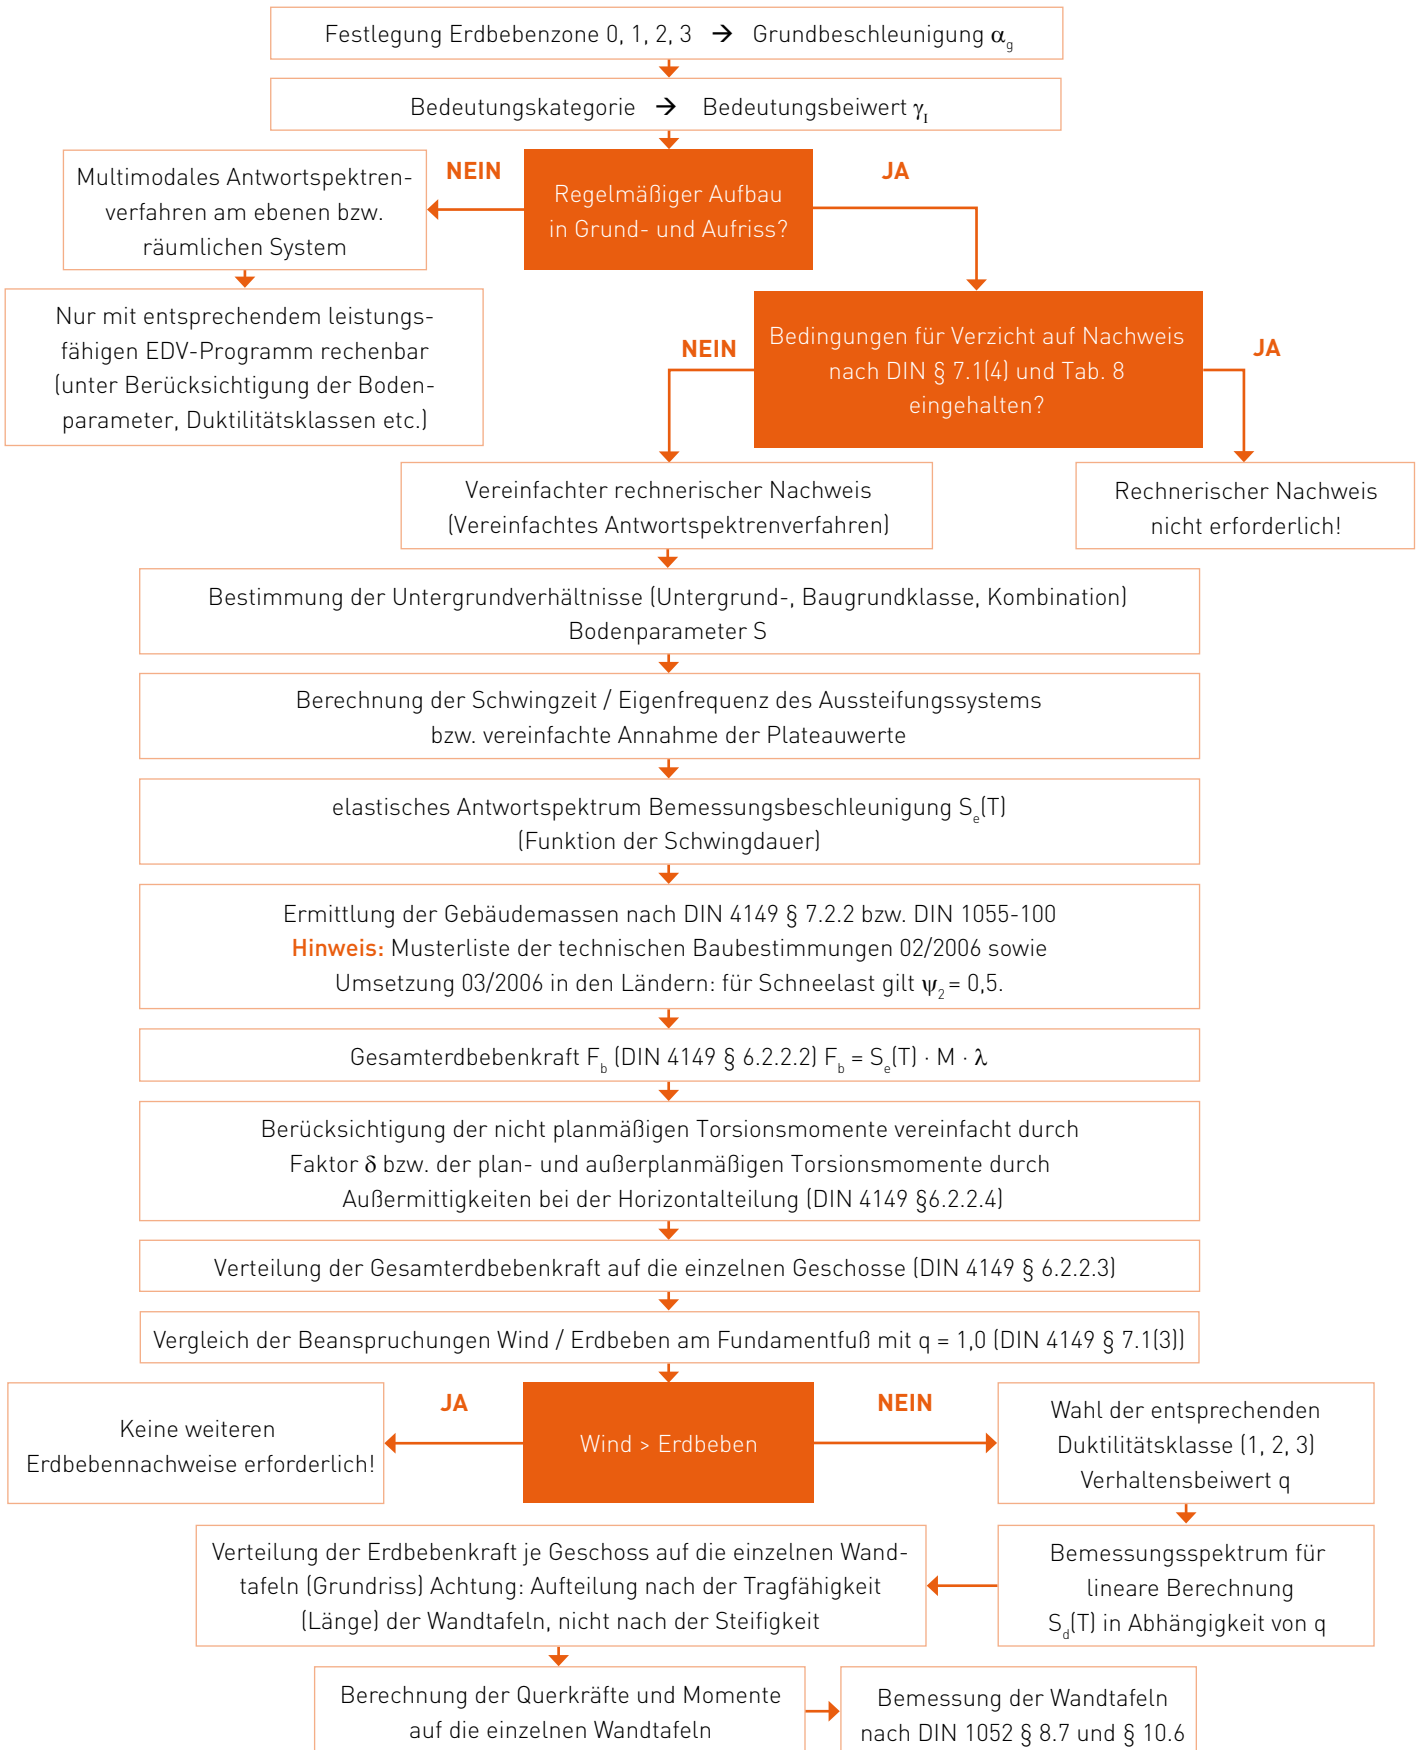 Festlegung Erdbebenzone 0, 1, 2, 3 → Grundbeschleunigung α_g
Bedeutungskategorie → Bedeutungsbeiwert γ_I
NEIN
JA
Multimodales Antwortspektren-
verfahren am ebenen bzw.
räumlichen System
Regelmäßiger Aufbau
in Grund- und Aufriss?
Nur mit entsprechendem leistungs-
fähigen EDV-Programm rechenbar
(unter Berücksichtigung der Boden-
parameter, Duktilitätsklassen etc.)
NEIN
Bedingungen für Verzicht auf Nachweis
nach DIN § 7.1(4) und Tab. 8
eingehalten?
JA
Vereinfachter rechnerischer Nachweis
(Vereinfachtes Antwortspektrenverfahren)
Rechnerischer Nachweis
nicht erforderlich!
Bestimmung der Untergrundverhältnisse (Untergrund-, Baugrundklasse, Kombination)
Bodenparameter S
Berechnung der Schwingzeit / Eigenfrequenz des Aussteifungssystems
bzw. vereinfachte Annahme der Plateauwerte
elastisches Antwortspektrum Bemessungsbeschleunigung S_e(T)
(Funktion der Schwingdauer)
Ermittlung der Gebäudemassen nach DIN 4149 § 7.2.2 bzw. DIN 1055-100
Hinweis: Musterliste der technischen Baubestimmungen 02/2006 sowie
Umsetzung 03/2006 in den Ländern: für Schneelast gilt ψ_2 = 0,5.
Gesamterdbebenkraft F_b (DIN 4149 § 6.2.2.2) F_b = S_e(T) · M · λ
Berücksichtigung der nicht planmäßigen Torsionsmomente vereinfacht durch
Faktor δ bzw. der plan- und außerplanmäßigen Torsionsmomente durch
Außermittigkeiten bei der Horizontalteilung (DIN 4149 §6.2.2.4)
Verteilung der Gesamterdbebenkraft auf die einzelnen Geschosse (DIN 4149 § 6.2.2.3)
Vergleich der Beanspruchungen Wind / Erdbeben am Fundamentfuß mit q = 1,0 (DIN 4149 § 7.1(3))
JA
NEIN
Keine weiteren
Erdbebennachweise erforderlich!
Wind > Erdbeben
Wahl der entsprechenden
Duktilitätsklasse (1, 2, 3)
Verhaltensbeiwert q
Verteilung der Erdbebenkraft je Geschoss auf die einzelnen Wand-
tafeln (Grundriss) Achtung: Aufteilung nach der Tragfähigkeit
(Länge) der Wandtafeln, nicht nach der Steifigkeit
Bemessungsspektrum für
lineare Berechnung
S_d(T) in Abhängigkeit von q
Berechnung der Querkräfte und Momente
auf die einzelnen Wandtafeln
Bemessung der Wandtafeln
nach DIN 1052 § 8.7 und § 10.6